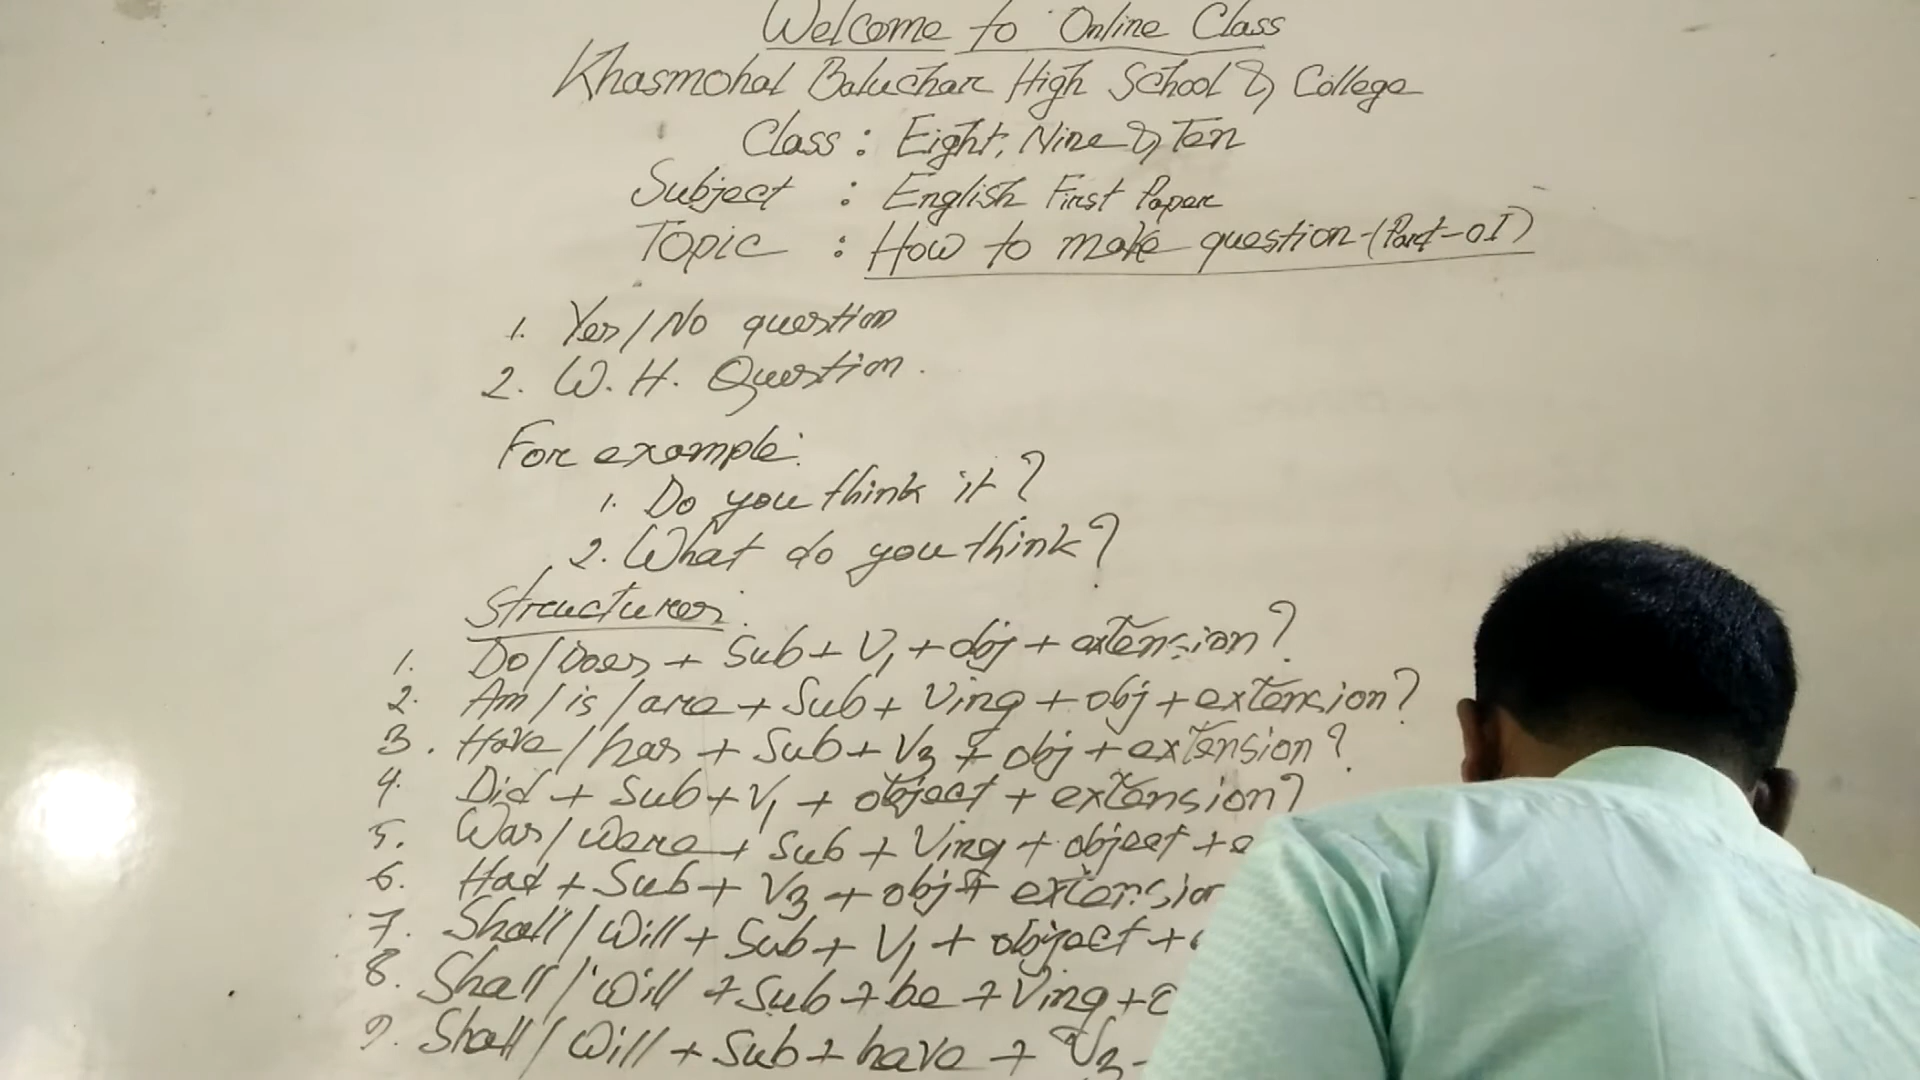 Welcome to Online Class
Khasmohal Baluchar High School & College
Class : Eight, Nine & Ten
Subject : English First Paper
Topic : How to make question-(Part-01)
1. Yes/No question
2. W.H. Question.
For example:
1. Do you think it?
2. What do you think?
Structures:
1. Do/Does + Sub + V1 + obj + extension?
2. Am/is/are + Sub + Ving + obj + extension?
3. Have/has + Sub + V3 + obj + extension?
4. Did + Sub + V1 + object + extension?
5. Was/Were + Sub + Ving + object + e
6. Had + Sub + V3 + obj + extension
7. Shall/Will + Sub + V1 + object +
8. Shall/Will + Sub + be + Ving +
9. Shall/Will + Sub + have + V3